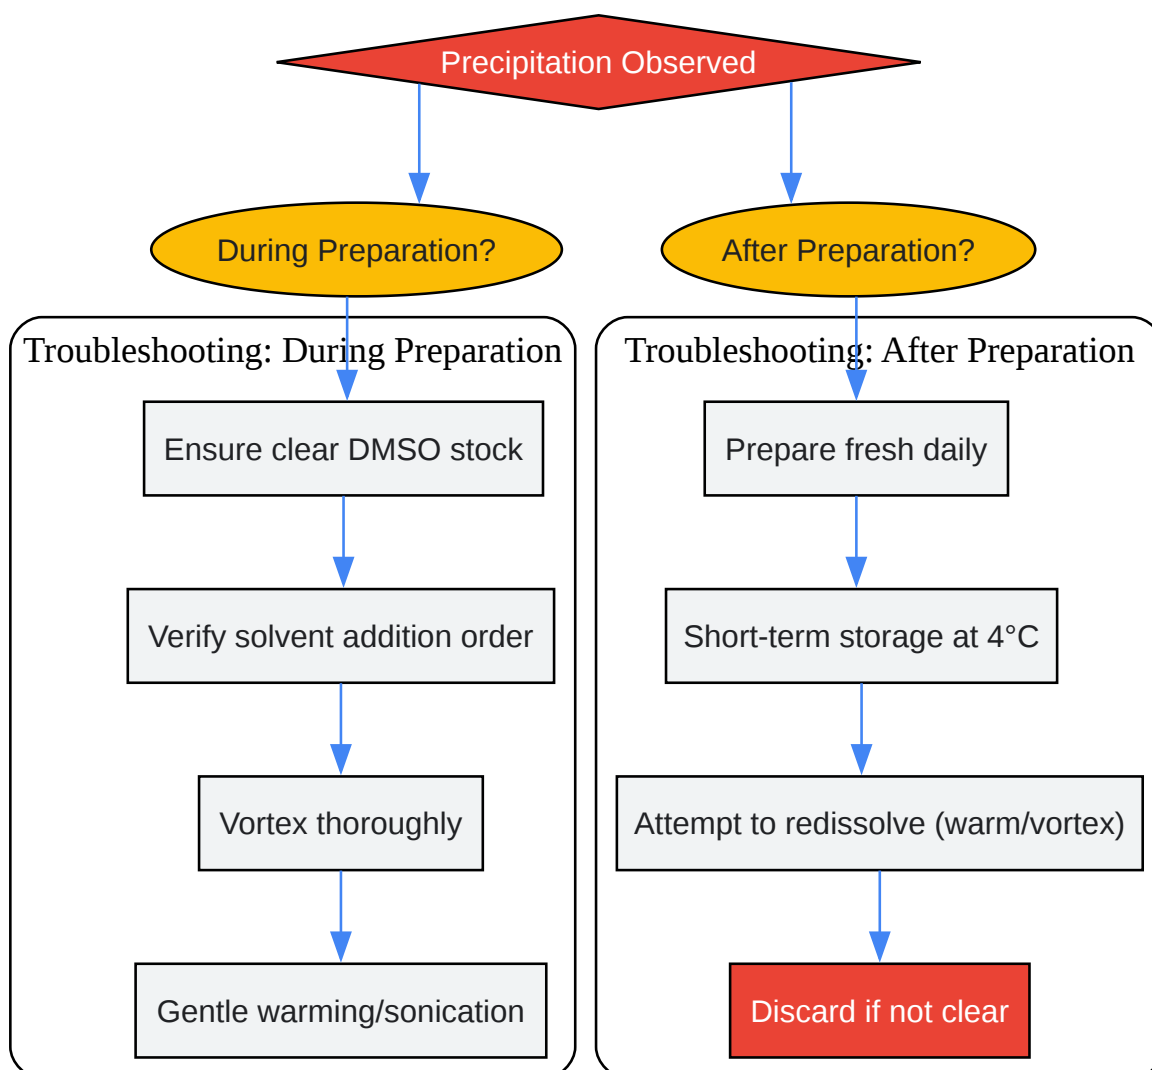 Precipitation Observed
During Preparation?
After Preparation?
Troubleshooting: During Preparation
Ensure clear DMSO stock
Verify solvent addition order
Vortex thoroughly
Gentle warming/sonication
Troubleshooting: After Preparation
Prepare fresh daily
Short-term storage at 4°C
Attempt to redissolve (warm/vortex)
Discard if not clear